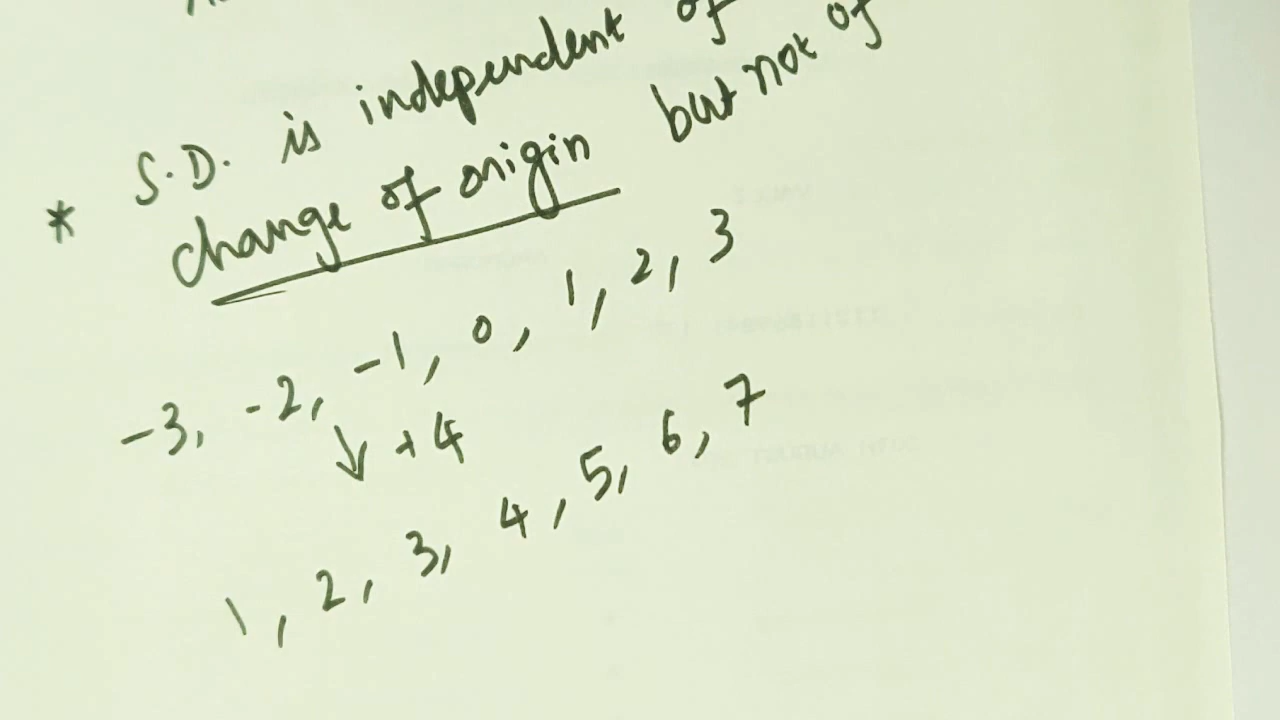 * S.D. is independent of
change of origin but not of
-3, -2, -1, 0, 1, 2, 3
↓ +4
1, 2, 3, 4, 5, 6, 7